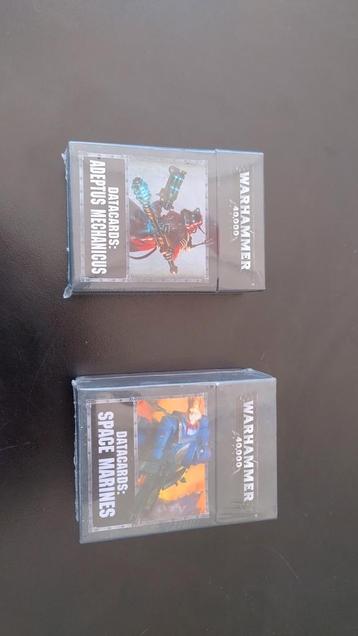 WARHAMMER
40,000
DATACARDS:
ADEPTUS MECHANICUS
WARHAMMER
40,000
DATACARDS:
SPACE MARINES